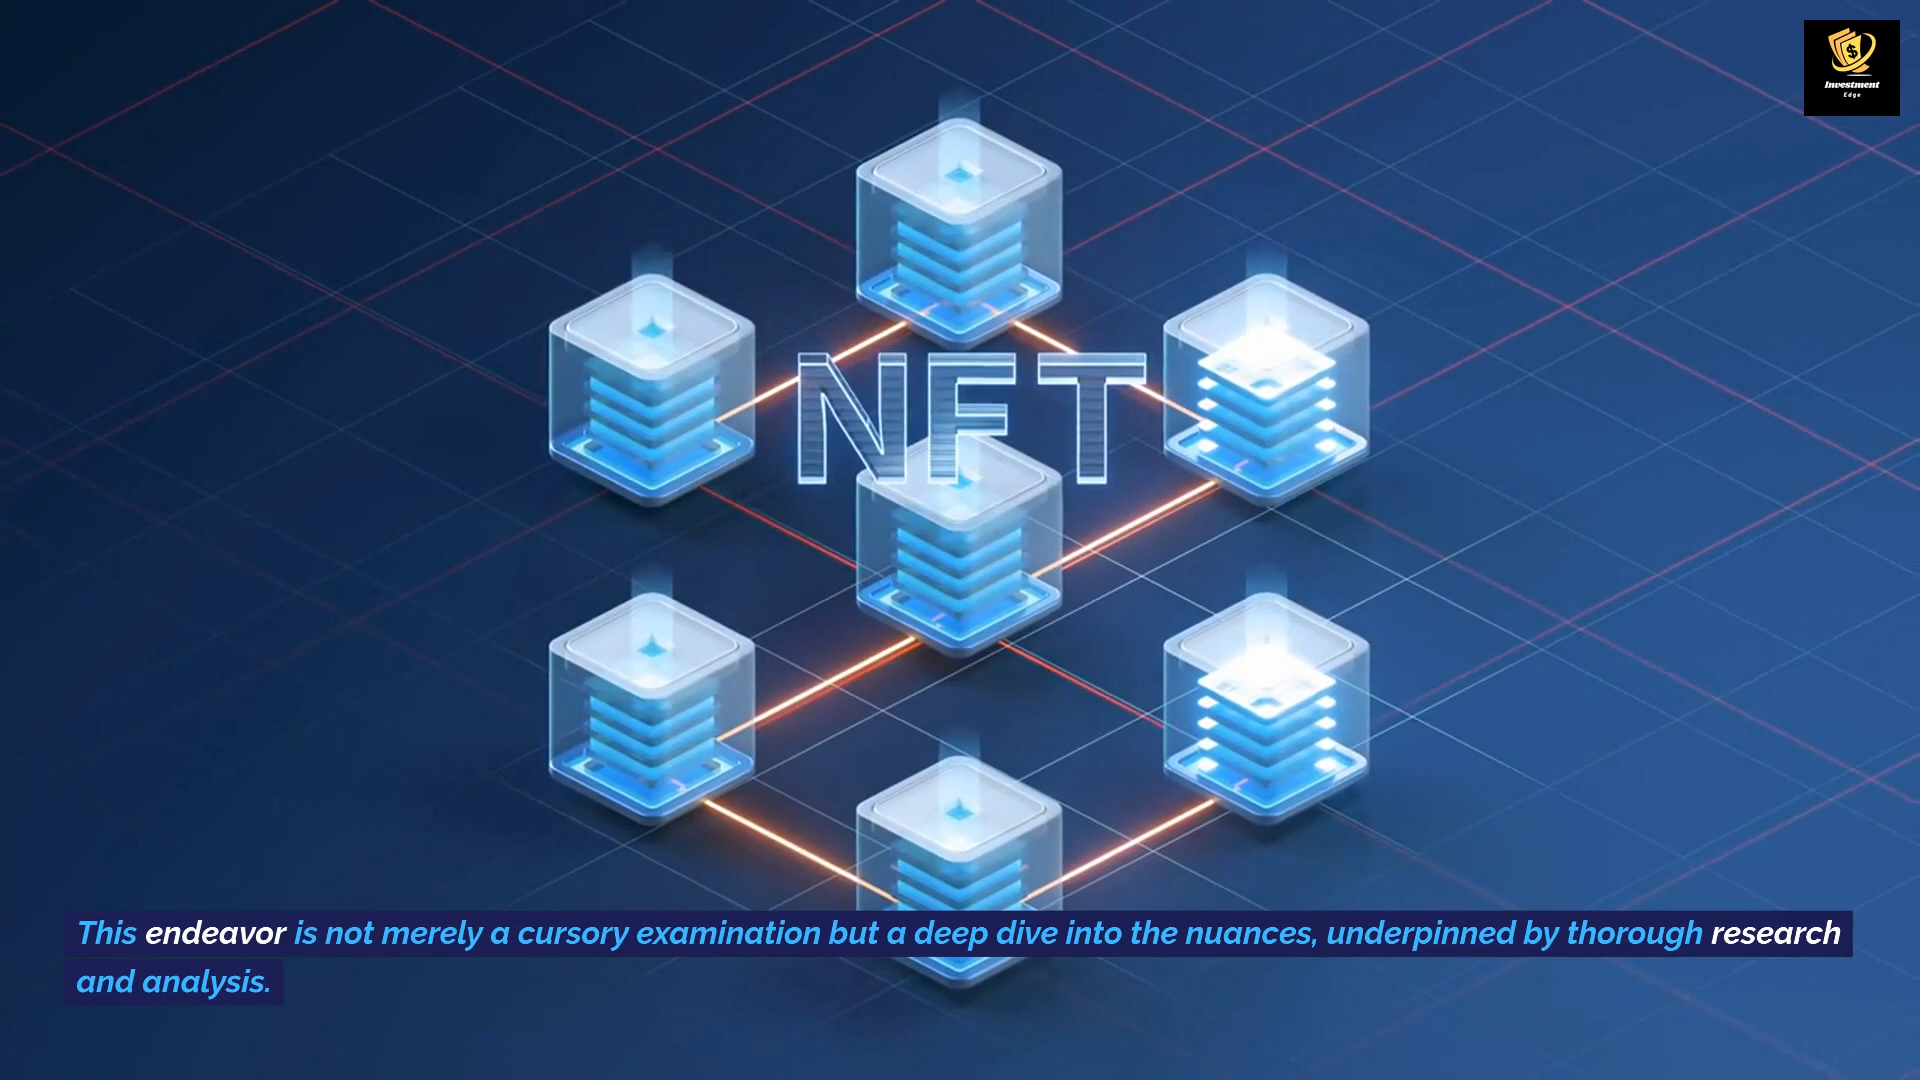 Investment
Edge
NFT
This endeavor is not merely a cursory examination but a deep dive into the nuances, underpinned by thorough research
and analysis.